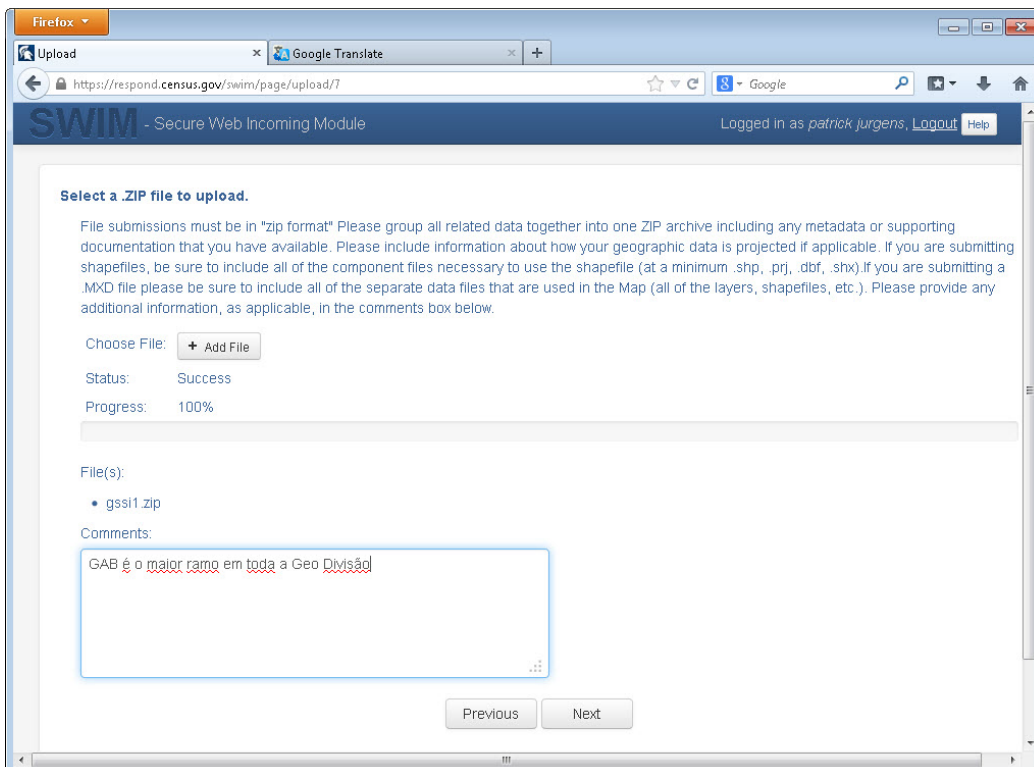 Firefox
Upload
Google Translate
https://respond.census.gov/swim/page/upload/7
Google
SWIM - Secure Web Incoming Module
Logged in as patrick jurgens, Logout Help
Select a .ZIP file to upload.
File submissions must be in "zip format" Please group all related data together into one ZIP archive including any metadata or supporting
documentation that you have available. Please include information about how your geographic data is projected if applicable. If you are submitting
shapefiles, be sure to include all of the component files necessary to use the shapefile (at a minimum .shp, .prj, .dbf, .shx).If you are submitting a
.MXD file please be sure to include all of the separate data files that are used in the Map (all of the layers, shapefiles, etc.). Please provide any
additional information, as applicable, in the comments box below.
Choose File: + Add File
Status: Success
Progress: 100%
File(s):
• gssi1.zip
Comments:
GAB é o maior ramo em toda a Geo Divisão
Previous Next